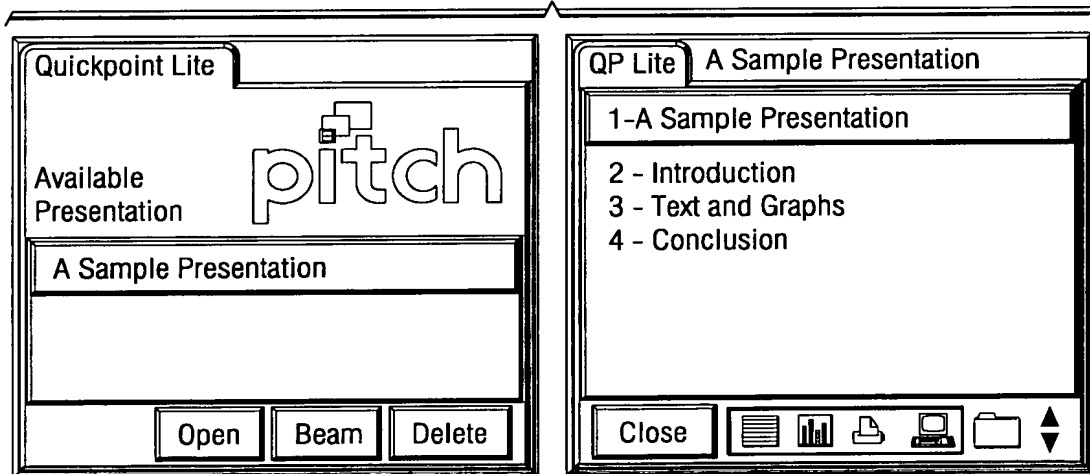 Quickpoint Lite
pitch
Available
Presentation
A Sample Presentation
Open Beam Delete
QP Lite A Sample Presentation
1-A Sample Presentation
2 - Introduction
3 - Text and Graphs
4 - Conclusion
Close